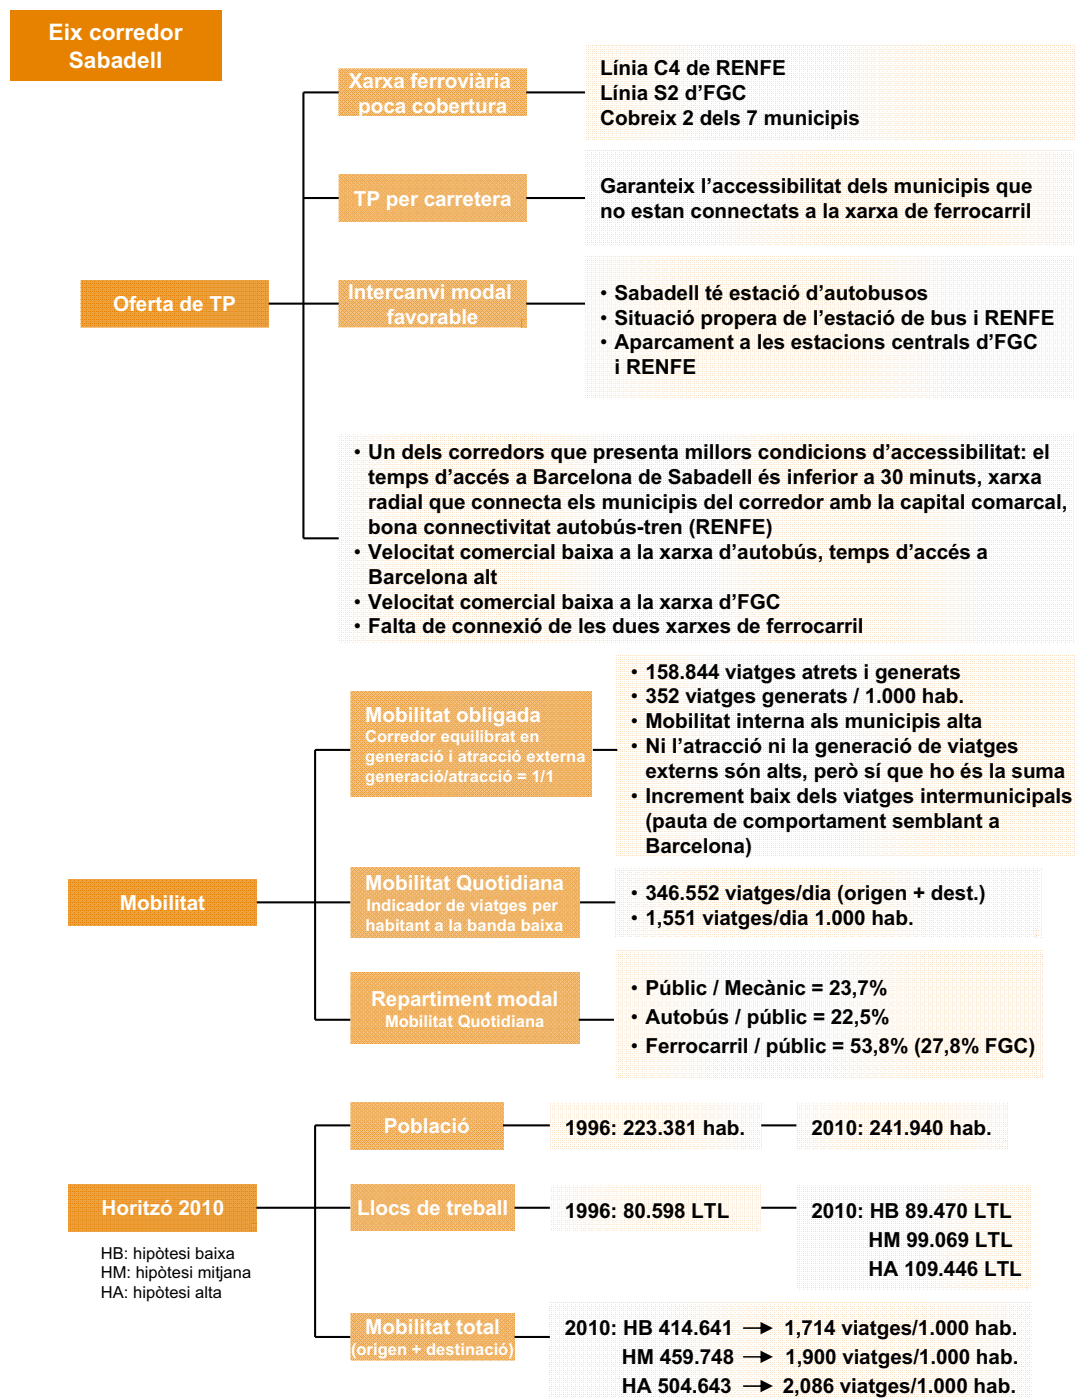 Eix corredor
Sabadell
Xarxa ferroviària
poca cobertura
Línia C4 de RENFE
Línia S2 d’FGC
Cobreix 2 dels 7 municipis
TP per carretera
Garanteix l’accessibilitat dels municipis que
no estan connectats a la xarxa de ferrocarril
Oferta de TP
Intercanvi modal
favorable
• Sabadell té estació d’autobusos
• Situació propera de l’estació de bus i RENFE
• Aparcament a les estacions centrals d’FGC
i RENFE
• Un dels corredors que presenta millors condicions d’accessibilitat: el
temps d’accés a Barcelona de Sabadell és inferior a 30 minuts, xarxa
radial que connecta els municipis del corredor amb la capital comarcal,
bona connectivitat autobús-tren (RENFE)
• Velocitat comercial baixa a la xarxa d’autobús, temps d’accés a
Barcelona alt
• Velocitat comercial baixa a la xarxa d’FGC
• Falta de connexió de les dues xarxes de ferrocarril
Mobilitat obligada
Corredor equilibrat en
generació i atracció externa
generació/atracció = 1/1
• 158.844 viatges atrets i generats
• 352 viatges generats / 1.000 hab.
• Mobilitat interna als municipis alta
• Ni l’atracció ni la generació de viatges
externs són alts, però sí que ho és la suma
• Increment baix dels viatges intermunicipals
(pauta de comportament semblant a
Barcelona)
Mobilitat
Mobilitat Quotidiana
Indicador de viatges per
habitant a la banda baixa
• 346.552 viatges/dia (origen + dest.)
• 1,551 viatges/dia 1.000 hab.
Repartiment modal
Mobilitat Quotidiana
• Públic / Mecànic = 23,7%
• Autobús / públic = 22,5%
• Ferrocarril / públic = 53,8% (27,8% FGC)
Població
1996: 223.381 hab.
2010: 241.940 hab.
Horitzó 2010
HB: hipòtesi baixa
HM: hipòtesi mitjana
HA: hipòtesi alta
Llocs de treball
1996: 80.598 LTL
2010: HB 89.470 LTL
HM 99.069 LTL
HA 109.446 LTL
Mobilitat total
(origen + destinació)
2010: HB 414.641 → 1,714 viatges/1.000 hab.
HM 459.748 → 1,900 viatges/1.000 hab.
HA 504.643 → 2,086 viatges/1.000 hab.